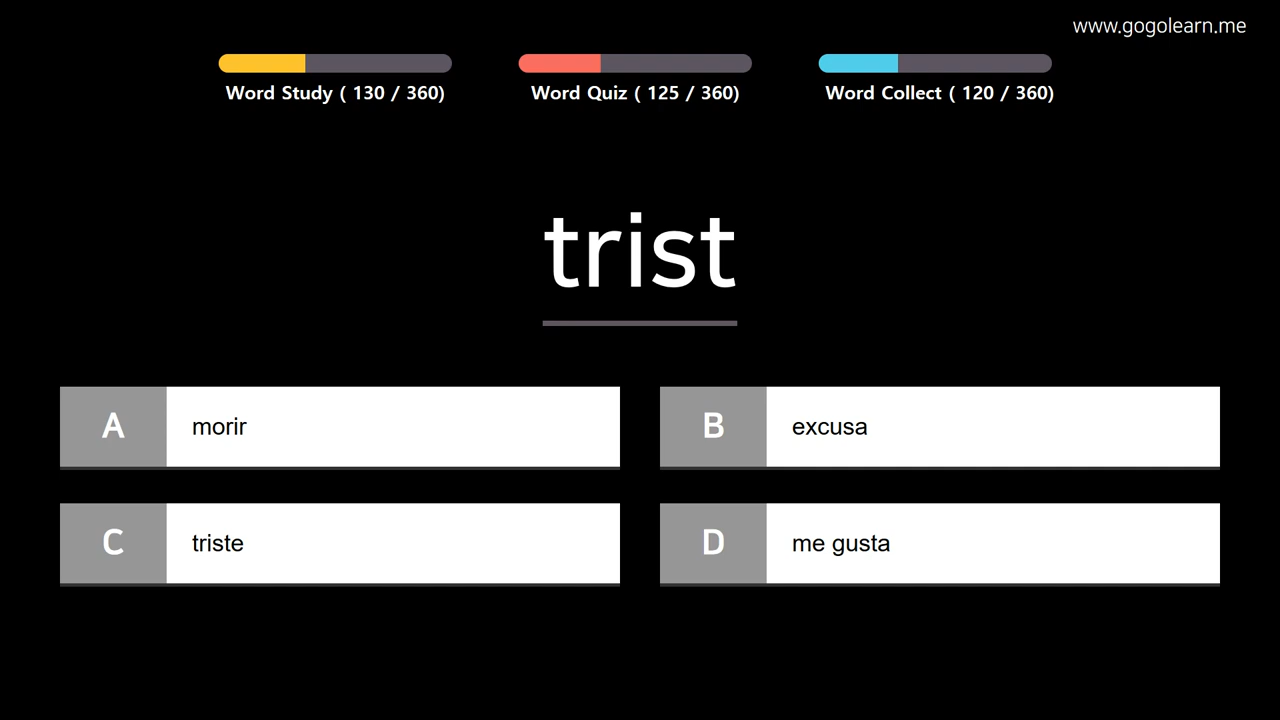 www.gogolearn.me
Word Study ( 130 / 360)
Word Quiz ( 125 / 360)
Word Collect ( 120 / 360)
trist
A morir
B excusa
C triste
D me gusta